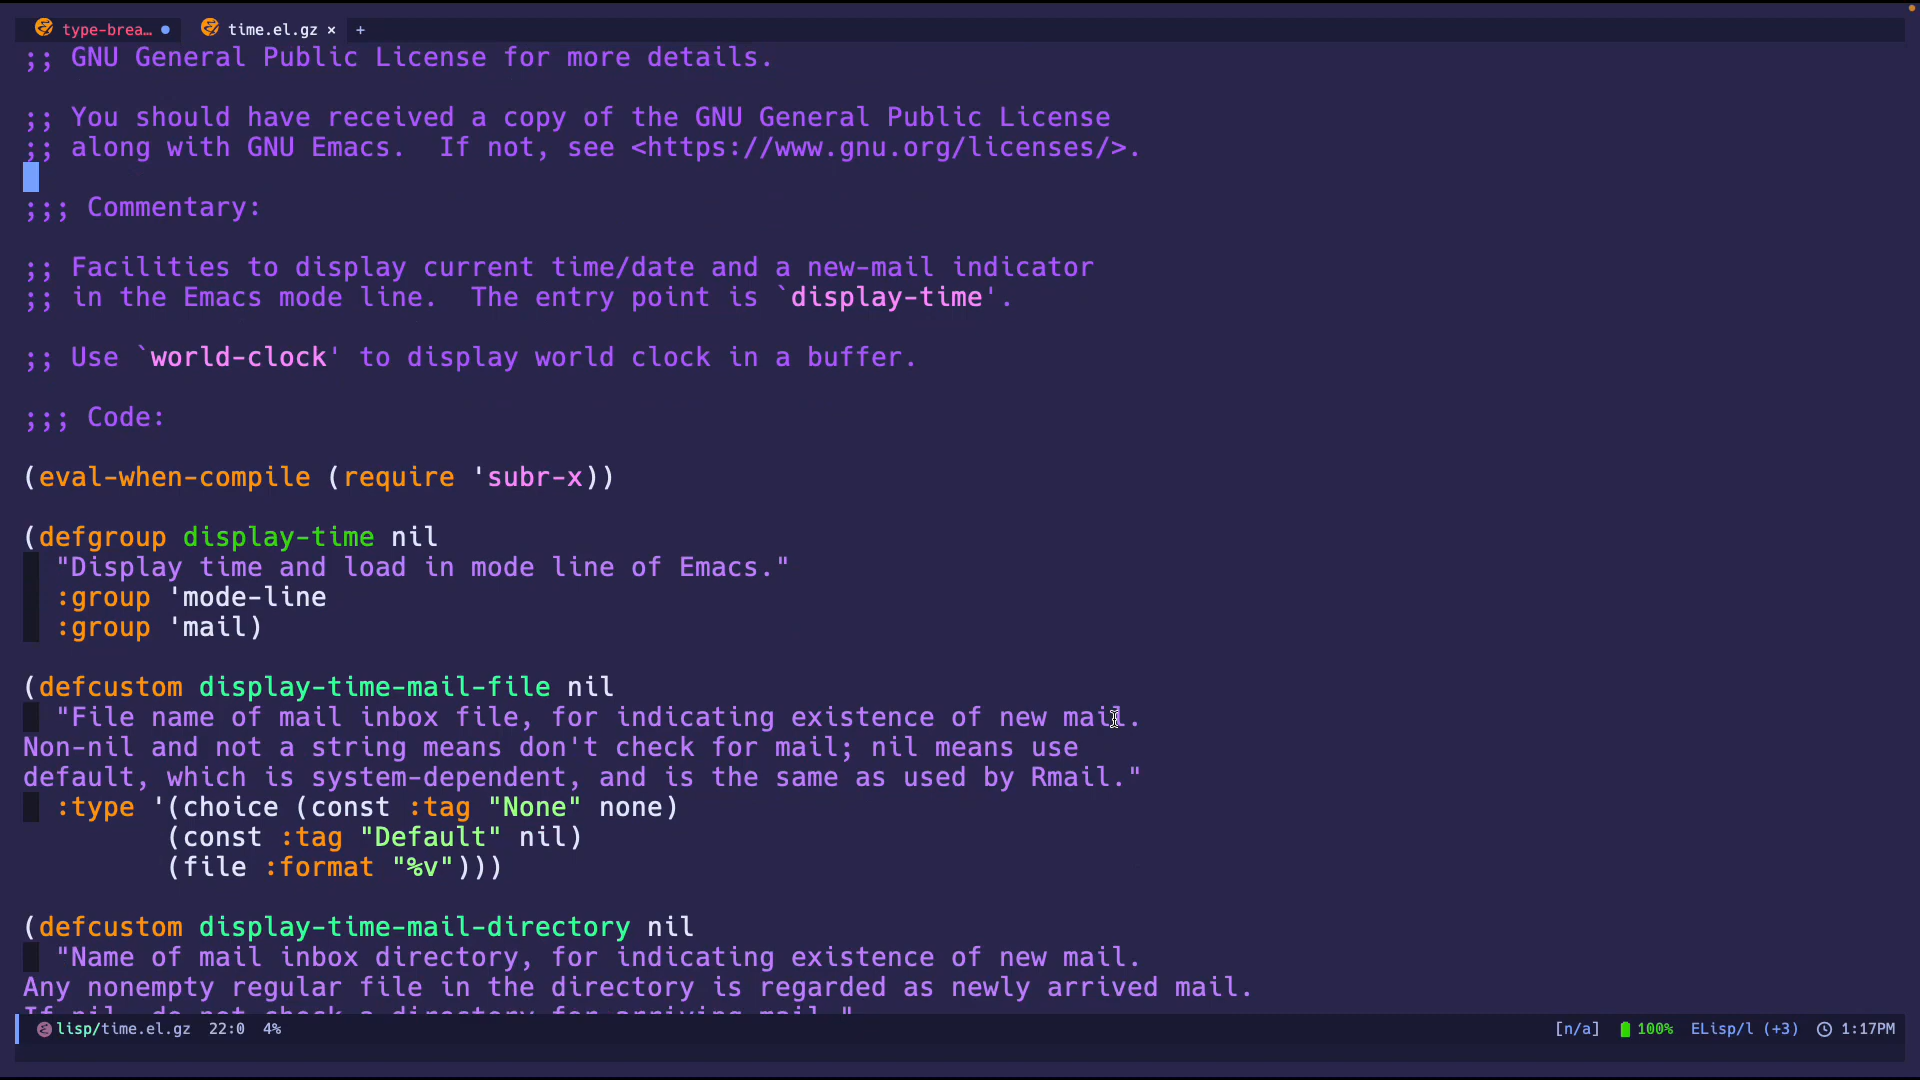 type-brea…
time.el.gz × +
;; GNU General Public License for more details.
;; You should have received a copy of the GNU General Public License
;; along with GNU Emacs.  If not, see <https://www.gnu.org/licenses/>.
;;; Commentary:
;; Facilities to display current time/date and a new-mail indicator
;; in the Emacs mode line.  The entry point is `display-time'.
;; Use `world-clock' to display world clock in a buffer.
;;; Code:
(eval-when-compile (require 'subr-x))
(defgroup display-time nil
  "Display time and load in mode line of Emacs."
  :group 'mode-line
  :group 'mail)
(defcustom display-time-mail-file nil
  "File name of mail inbox file, for indicating existence of new mail.
Non-nil and not a string means don't check for mail; nil means use
default, which is system-dependent, and is the same as used by Rmail."
  :type '(choice (const :tag "None" none)
         (const :tag "Default" nil)
         (file :format "%v")))
(defcustom display-time-mail-directory nil
  "Name of mail inbox directory, for indicating existence of new mail.
Any nonempty regular file in the directory is regarded as newly arrived mail.
If nil, do not check a directory for arriving mail."
lisp/time.el.gz 22:0 4% [n/a] 100% ELisp/l (+3) 1:17PM